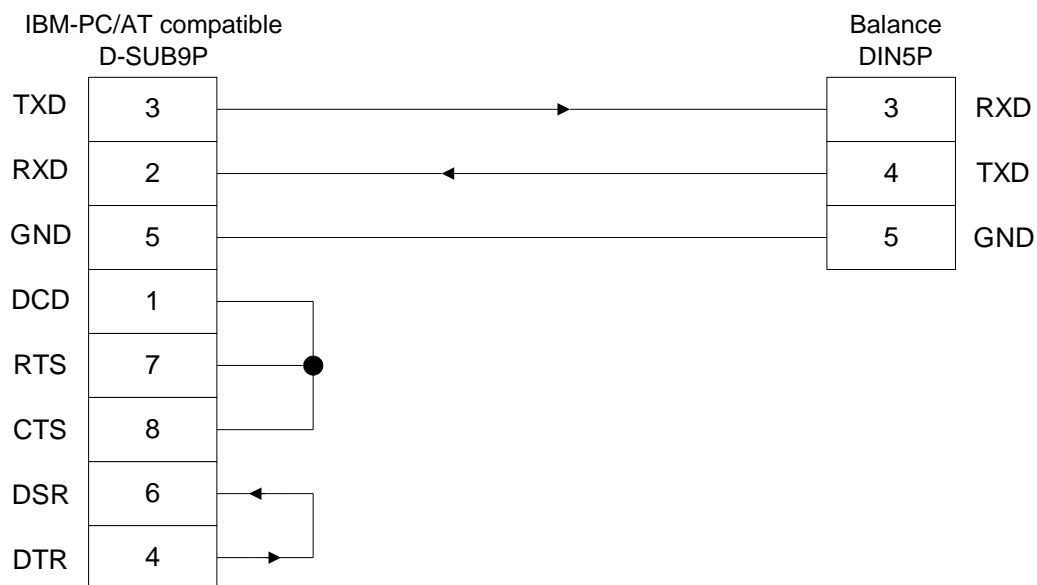 IBM-PC/AT compatible Balance
D-SUB9P DIN5P
TXD 3 3 RXD
RXD 2 4 TXD
GND 5 5 GND
DCD 1
RTS 7
CTS 8
DSR 6
DTR 4